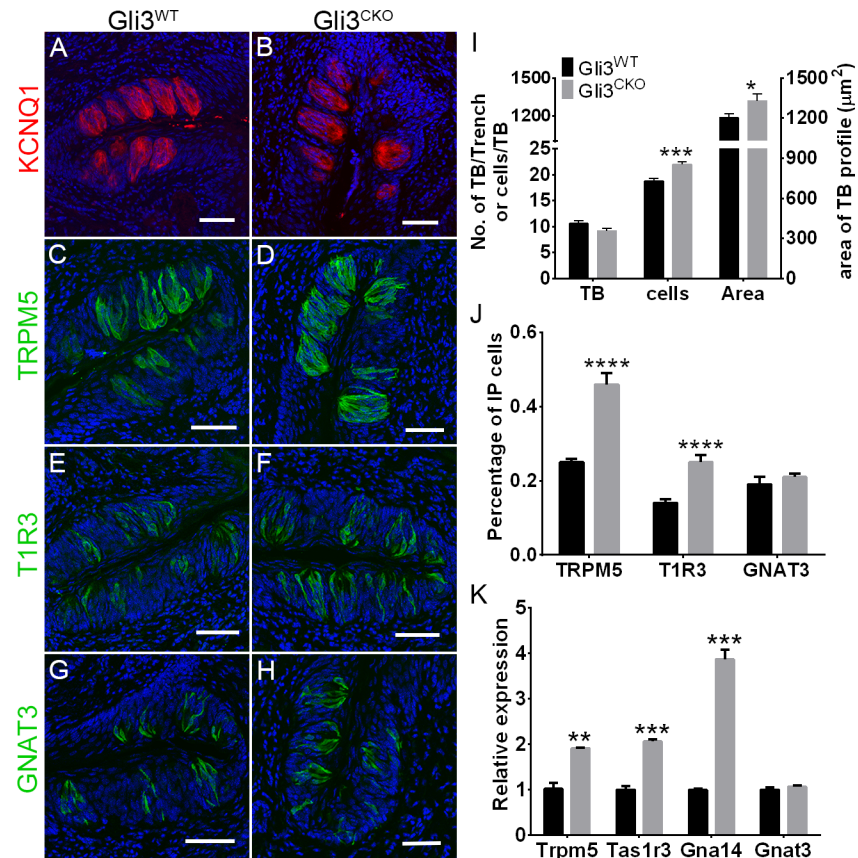 Gli3WT
Gli3CKO
A
B
KCNQ1
C
D
TRPM5
E
F
T1R3
G
H
GNAT3
I
Gli3WT
Gli3CKO
No. of TB/Trench
or cells/TB
1500
1200
25
20
15
10
5
0
***
*
1500
1200
900
600
300
0
area of TB profile (μm2)
TB cells Area
J
Percentage of IP cells
0.6
0.4
0.2
0.0
****
****
TRPM5 T1R3 GNAT3
K
Relative expression
5
4
3
2
1
0
**
***
***
Trpm5 Tas1r3 Gna14 Gnat3